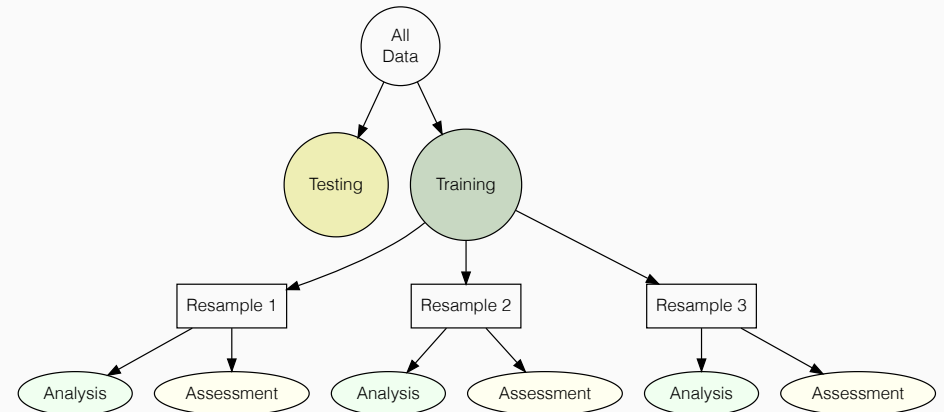 All
Data
Testing
Training
Resample 1
Resample 2
Resample 3
Analysis
Assessment
Analysis
Assessment
Analysis
Assessment